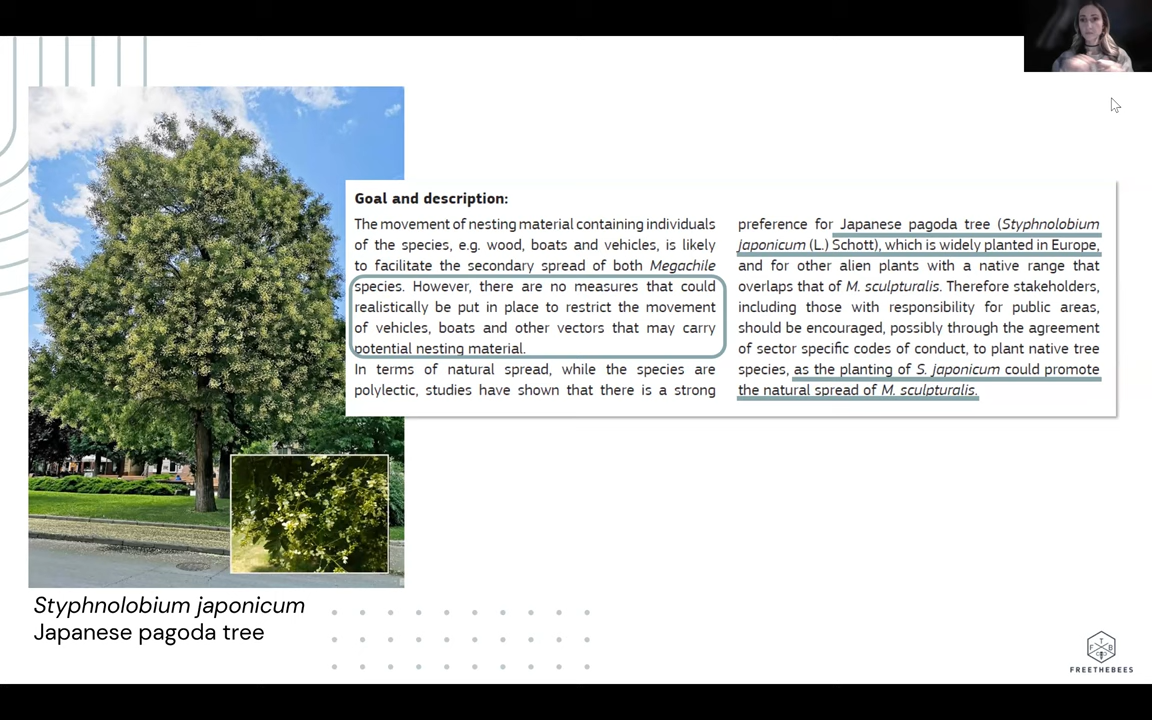 Goal and description:
The movement of nesting material containing individuals
of the species, e.g. wood, boats and vehicles, is likely
to facilitate the secondary spread of both Megachile
species. However, there are no measures that could
realistically be put in place to restrict the movement
of vehicles, boats and other vectors that may carry
potential nesting material.
In terms of natural spread, while the species are
polylectic, studies have shown that there is a strong
preference for Japanese pagoda tree (Styphnolobium
japonicum (L.) Schott), which is widely planted in Europe,
and for other alien plants with a native range that
overlaps that of M. sculpturalis. Therefore stakeholders,
including those with responsibility for public areas,
should be encouraged, possibly through the agreement
of sector specific codes of conduct, to plant native tree
species, as the planting of S. japonicum could promote
the natural spread of M. sculpturalis.
Styphnolobium japonicum
Japanese pagoda tree
T
F B
FREETHEBEES